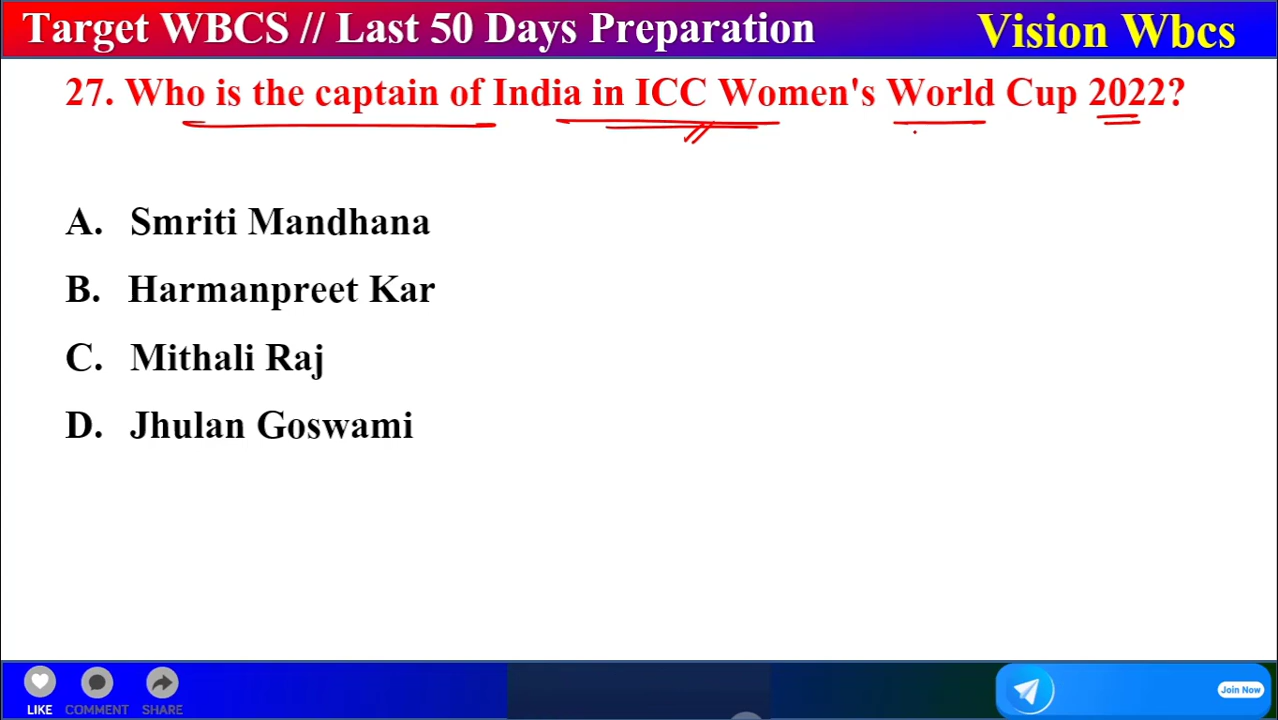 Target WBCS // Last 50 Days Preparation
Vision Wbcs
27. Who is the captain of India in ICC Women's World Cup 2022?
A. Smriti Mandhana
B. Harmanpreet Kar
C. Mithali Raj
D. Jhulan Goswami
LIKE COMMENT SHARE
Join Now